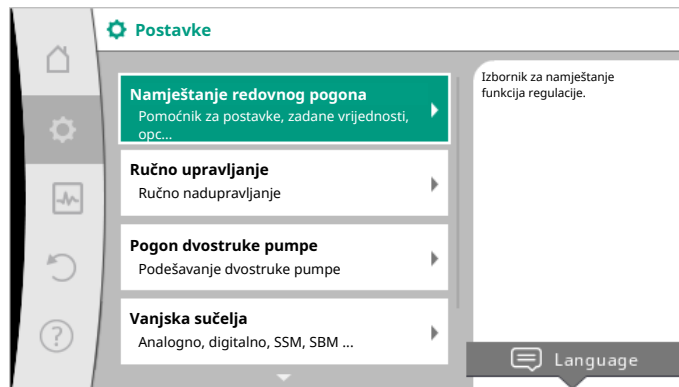 Postavke
Namještanje redovnog pogona
Pomoćnik za postavke, zadane vrijednosti,
opc...
Ručno upravljanje
Ručno nadupravljanje
Pogon dvostruke pumpe
Podešavanje dvostruke pumpe
Vanjska sučelja
Analogno, digitalno, SSM, SBM ...
Izbornik za namještanje
funkcija regulacije.
Language